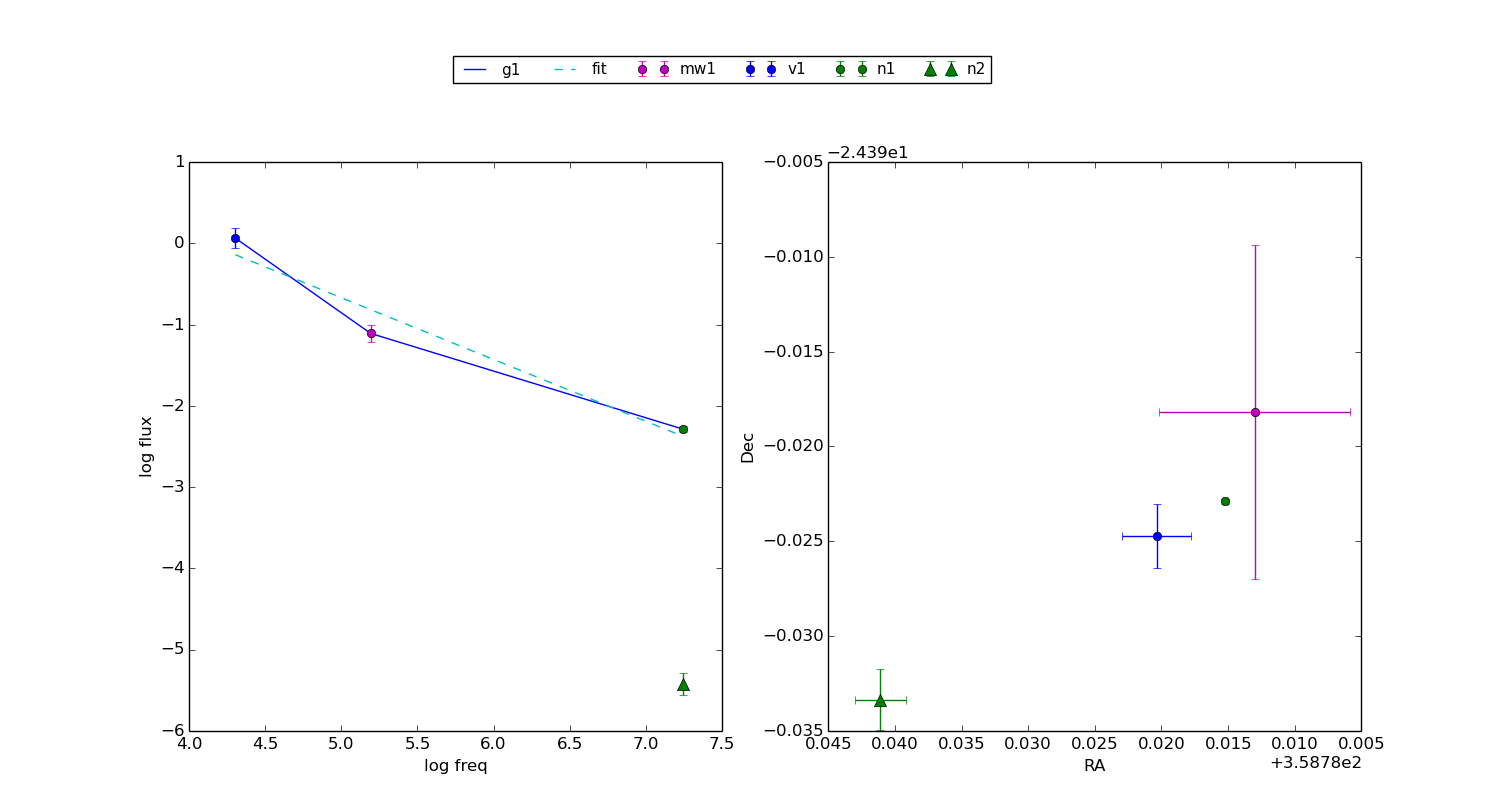 g1 fit mw1 v1 n1 n2
1
0
−1
−2
−3
−4
−5
−6
log flux
4.0 4.5 5.0 5.5 6.0 6.5 7.0 7.5
log freq
−2.439e1
−0.005
−0.010
−0.015
−0.020
−0.025
−0.030
−0.035
Dec
0.045 0.040 0.035 0.030 0.025 0.020 0.015 0.010 0.005
RA
+3.5878e2